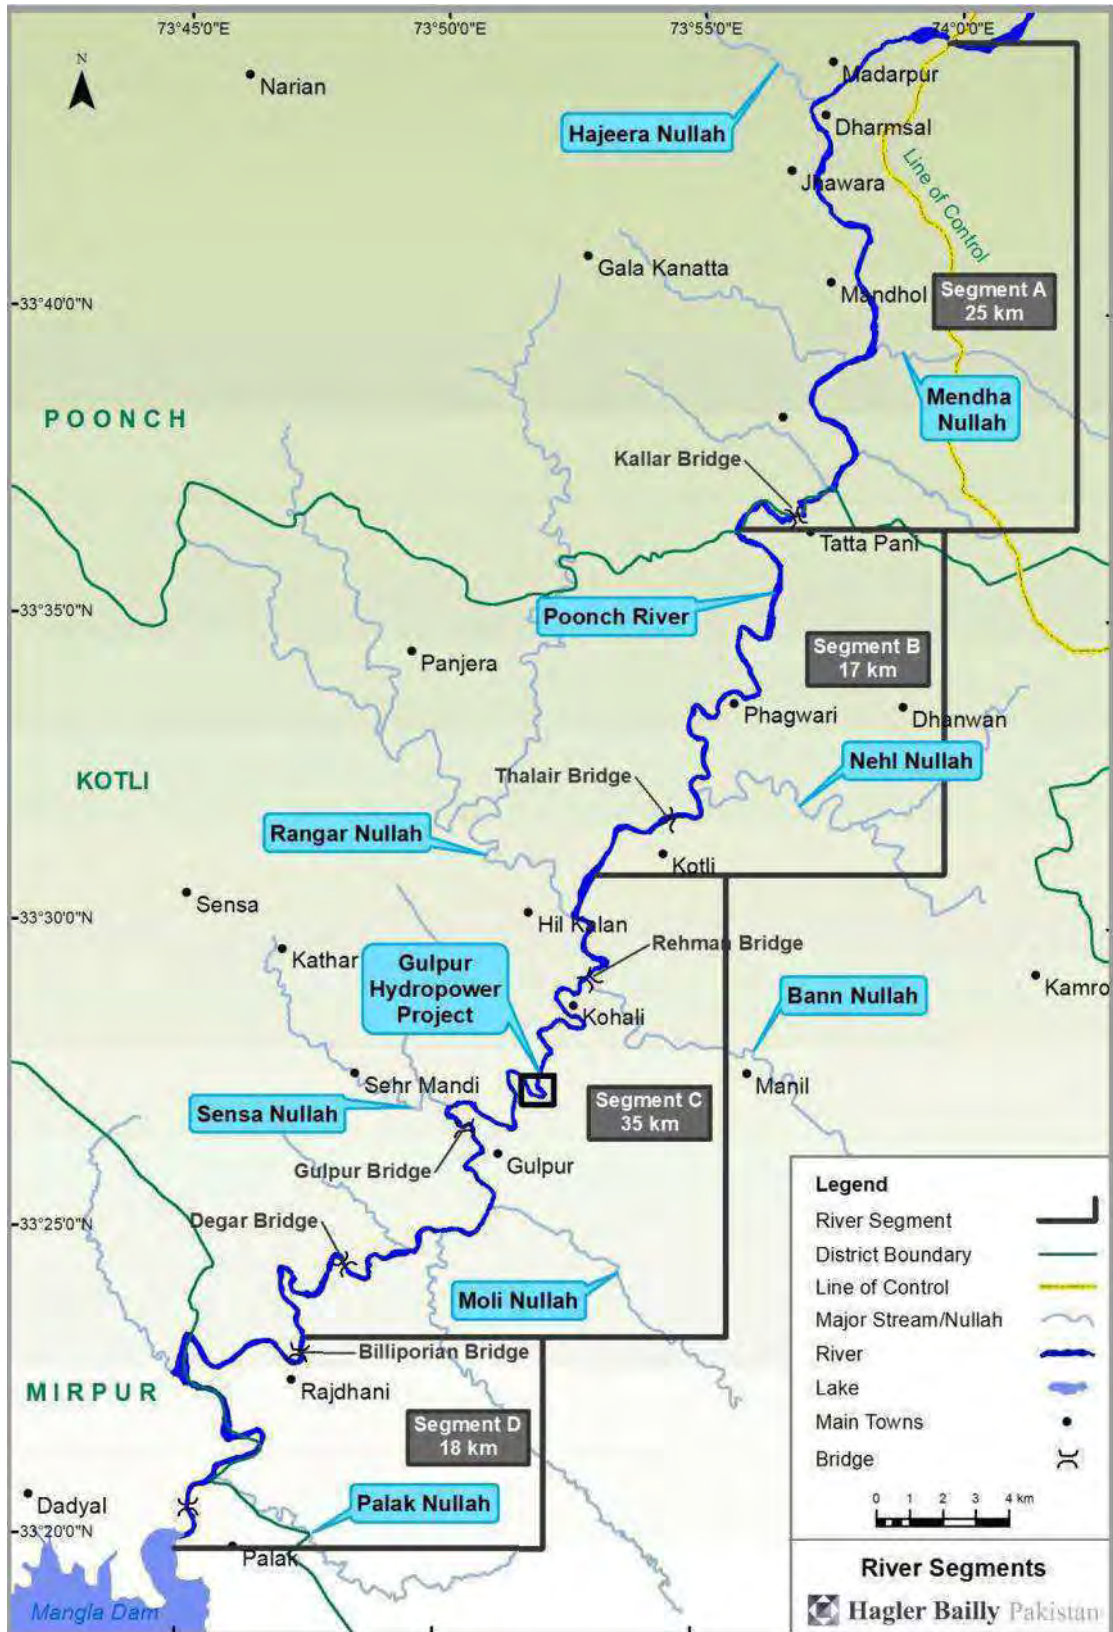 73°45'0"E
73°50'0"E
73°55'0"E
74°0'0"E
N
Narian
Madarpur
Hajeera Nullah
Dharmsal
Line of Control
Jhawara
Gala Kanatta
Mandhol
Segment A
25 km
33°40'0"N
Mendha
Nullah
POONCH
Kallar Bridge
Tatta Pani
33°35'0"N
Poonch River
Segment B
17 km
Panjera
Phagwari
Dhanwan
Nehl Nullah
KOTLI
Thalair Bridge
Rangar Nullah
Kotli
Sensa
33°30'0"N
Hil Kalan
Rehman Bridge
Kathar
Gulpur
Hydropower
Project
Bann Nullah
Kamro
Kohali
Sehr Mandi
Manil
Segment C
35 km
Sensa Nullah
Gulpur Bridge
Gulpur
33°25'0"N
Degar Bridge
Moli Nullah
Billiporian Bridge
MIRPUR
Rajdhani
Segment D
18 km
Dadyal
Palak Nullah
33°20'0"N
Palak
Mangla Dam
Legend
River Segment
District Boundary
Line of Control
Major Stream/Nullah
River
Lake
Main Towns
Bridge
0 1 2 3 4 km
River Segments
Hagler Bailly Pakistan